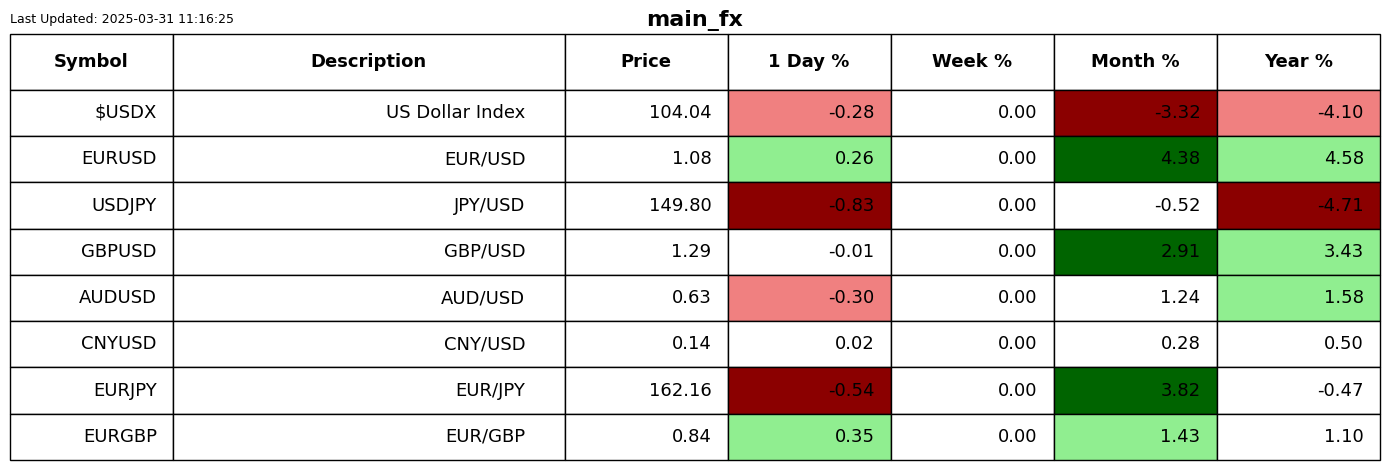 Last Updated: 2025-03-31 11:16:25
main_fx
Symbol Description Price 1 Day % Week % Month % Year %
$USDX US Dollar Index 104.04 -0.28 0.00 -3.32 -4.10
EURUSD EUR/USD 1.08 0.26 0.00 4.38 4.58
USDJPY JPY/USD 149.80 -0.83 0.00 -0.52 -4.71
GBPUSD GBP/USD 1.29 -0.01 0.00 2.91 3.43
AUDUSD AUD/USD 0.63 -0.30 0.00 1.24 1.58
CNYUSD CNY/USD 0.14 0.02 0.00 0.28 0.50
EURJPY EUR/JPY 162.16 -0.54 0.00 3.82 -0.47
EURGBP EUR/GBP 0.84 0.35 0.00 1.43 1.10